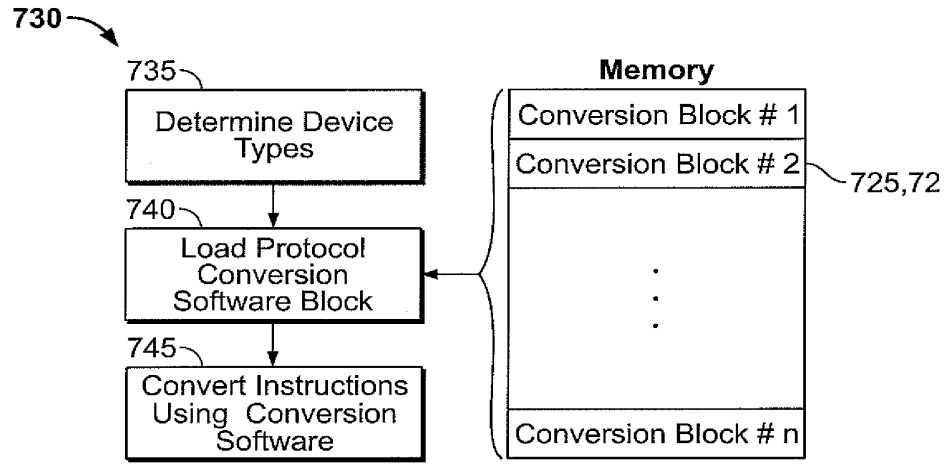 730
735
Determine Device
Types
740
Load Protocol
Conversion
Software Block
745
Convert Instructions
Using Conversion
Software
Memory
Conversion Block # 1
Conversion Block # 2
725,72
Conversion Block # n